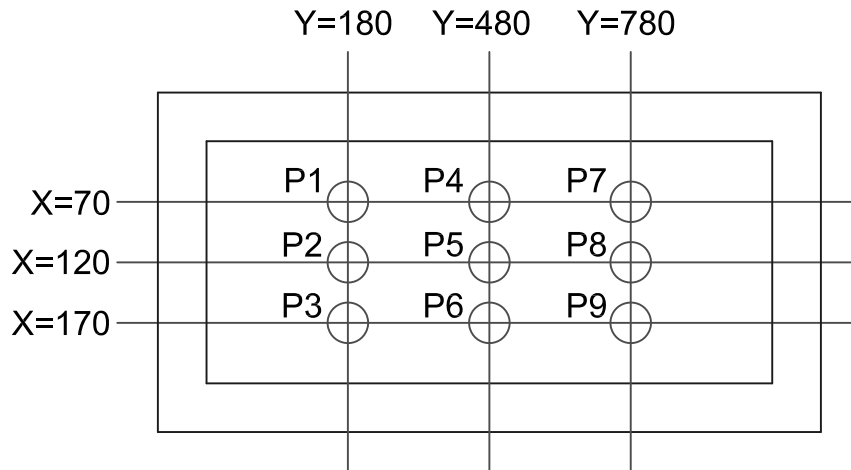 Y=180 Y=480 Y=780
P1 P4 P7
X=70
P2 P5 P8
X=120
P3 P6 P9
X=170